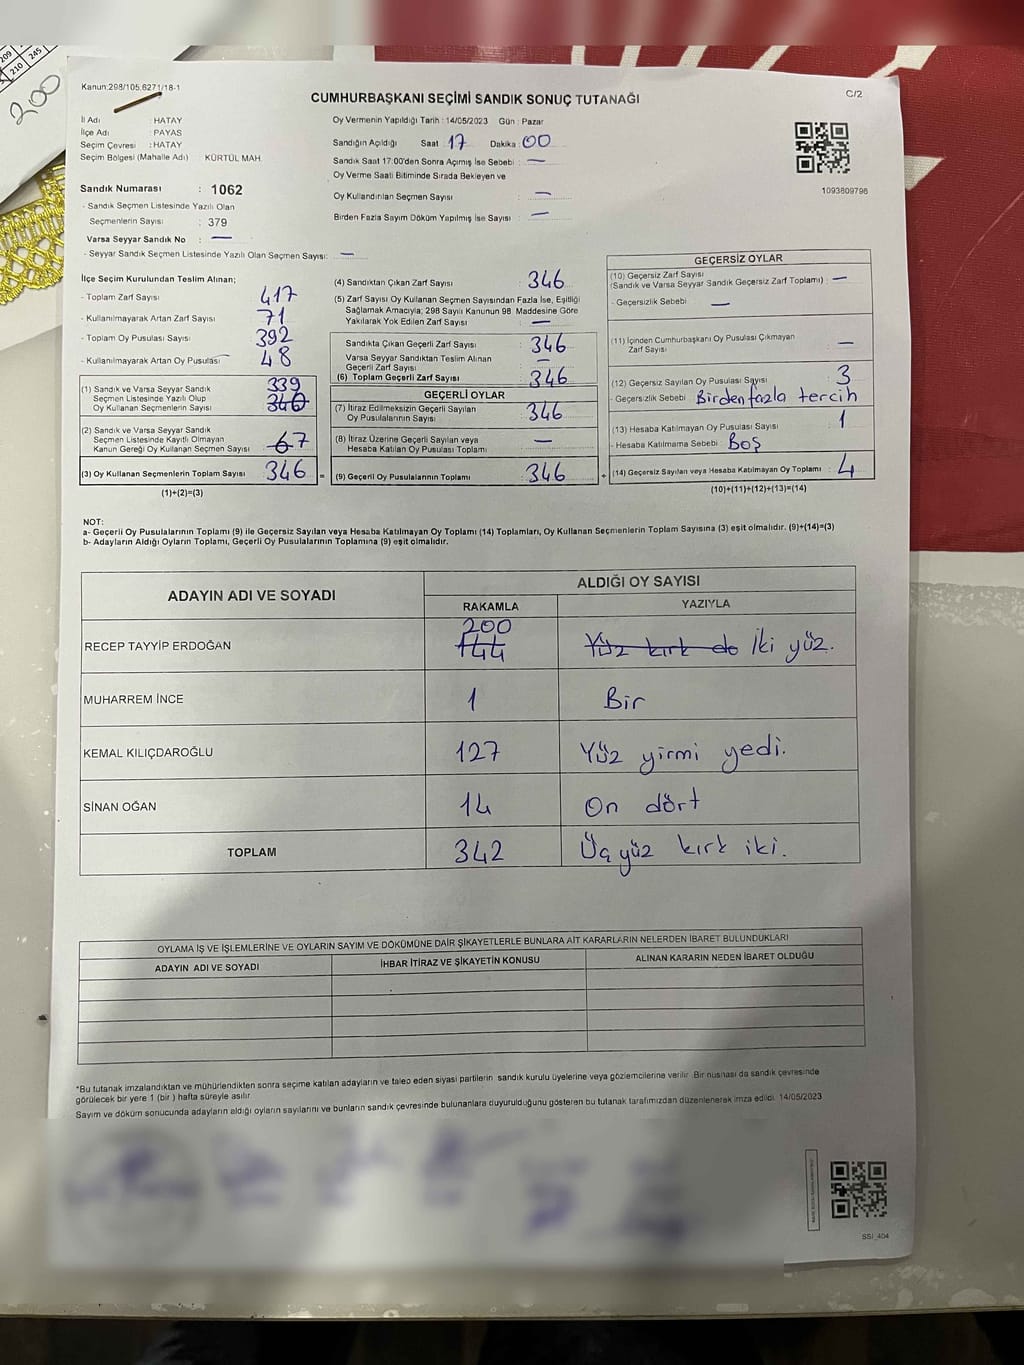 209
210 245
200
Kanun:298/105.6271/18-1
CUMHURBAŞKANI SEÇİMİ SANDIK SONUÇ TUTANAĞI
C/2
İl Adı : HATAY
İlçe Adı : PAYAS
Seçim Çevresi : HATAY
Seçim Bölgesi (Mahalle Adı) KÜRTÜL MAH.
Oy Vermenin Yapıldığı Tarih : 14/05/2023 Gün : Pazar
Sandığın Açıldığı Saat : 17 Dakika : 00
Sandık Saat 17:00'den Sonra Açımış İse Sebebi : —
Oy Verme Saati Bitiminde Sırada Bekleyen ve
Oy Kullandırılan Seçmen Sayısı : —
Birden Fazla Sayım Döküm Yapılmış İse Sayısı : —
1093809796
Sandık Numarası : 1062
- Sandık Seçmen Listesinde Yazılı Olan
Seçmenlerin Sayısı : 379
Varsa Seyyar Sandık No : —
- Seyyar Sandık Seçmen Listesinde Yazılı Olan Seçmen Sayısı: —
İlçe Seçim Kurulundan Teslim Alınan;
- Toplam Zarf Sayısı 417
- Kullanılmayarak Artan Zarf Sayısı 71
- Toplam Oy Pusulası Sayısı 392
- Kullanılmayarak Artan Oy Pusulası 48
339
(1) Sandık ve Varsa Seyyar Sandık
Seçmen Listesinde Yazılı Olup
Oy Kullanan Seçmenlerin Sayısı 340
(2) Sandık ve Varsa Seyyar Sandık
Seçmen Listesinde Kayıtlı Olmayan
Kanun Gereği Oy Kullanan Seçmen Sayısı 6 7
(3) Oy Kullanan Seçmenlerin Toplam Sayısı 346 =
(1)+(2)=(3)
(4) Sandıktan Çıkan Zarf Sayısı 346
(5) Zarf Sayısı Oy Kullanan Seçmen Sayısından Fazla İse, Eşitliği
Sağlamak Amacıyla; 298 Sayılı Kanunun 98. Maddesine Göre
Yakılarak Yok Edilen Zarf Sayısı : —
Sandıkta Çıkan Geçerli Zarf Sayısı 346
Varsa Seyyar Sandıktan Teslim Alınan
Geçerli Zarf Sayısı —
(6) Toplam Geçerli Zarf Sayısı 346
GEÇERLİ OYLAR
(7) İtiraz Edilmeksizin Geçerli Sayılan
Oy Pusulalarının Sayısı 346
(8) İtiraz Üzerine Geçerli Sayılan veya
Hesaba Katılan Oy Pusulası Toplamı —
(9) Geçerli Oy Pusulalarının Toplamı 346 +
GEÇERSİZ OYLAR
(10) Geçersiz Zarf Sayısı
(Sandık ve Varsa Seyyar Sandık Geçersiz Zarf Toplamı) : —
- Geçersizlik Sebebi : —
(11) İçinden Cumhurbaşkanı Oy Pusulası Çıkmayan
Zarf Sayısı : —
(12) Geçersiz Sayılan Oy Pusulası Sayısı : 3
- Geçersizlik Sebebi : Birden fazla tercih
(13) Hesaba Katılmayan Oy Pusulası Sayısı : 1
- Hesaba Katılmama Sebebi : Boş
(14) Geçersiz Sayılan veya Hesaba Katılmayan Oy Toplamı : 4
(10)+(11)+(12)+(13)=(14)
NOT:
a- Geçerli Oy Pusulalarının Toplamı (9) ile Geçersiz Sayılan veya Hesaba Katılmayan Oy Toplamı (14) Toplamları, Oy Kullanan Seçmenlerin Toplam Sayısına (3) eşit olmalıdır. (9)+(14)=(3)
b- Adayların Aldığı Oyların Toplamı, Geçerli Oy Pusulalarının Toplamına (9) eşit olmalıdır.
ADAYIN ADI VE SOYADI
ALDIĞI OY SAYISI
RAKAMLA YAZIYLA
200
RECEP TAYYİP ERDOĞAN 144 Yüz kırk dö İki yüz.
MUHARREM İNCE 1 Bir
KEMAL KILIÇDAROĞLU 127 Yüz yirmi yedi.
SİNAN OĞAN 14 On dört
TOPLAM 342 Üç yüz kırk iki.
OYLAMA İŞ VE İŞLEMLERİNE VE OYLARIN SAYIM VE DÖKÜMÜNE DAİR ŞİKAYETLERLE BUNLARA AİT KARARLARIN NELERDEN İBARET BULUNDUKLARI
ADAYIN ADI VE SOYADI İHBAR İTİRAZ VE ŞİKAYETİN KONUSU ALINAN KARARIN NEDEN İBARET OLDUĞU
*Bu tutanak imzalandıktan ve mühürlendikten sonra seçime katılan adayların ve talep eden siyasi partilerin sandık kurulu üyelerine veya gözlemcilerine verilir. Bir nüshası da sandık çevresinde
görülecek bir yere 1 (bir ) hafta süreyle asılır.
Sayım ve döküm sonucunda adayların aldığı oyların sayılarını ve bunların sandık çevresinde bulunanlara duyurulduğunu gösteren bu tutanak tarafımızdan düzenlenerek imza edildi. 14/05/2023
SSI_404